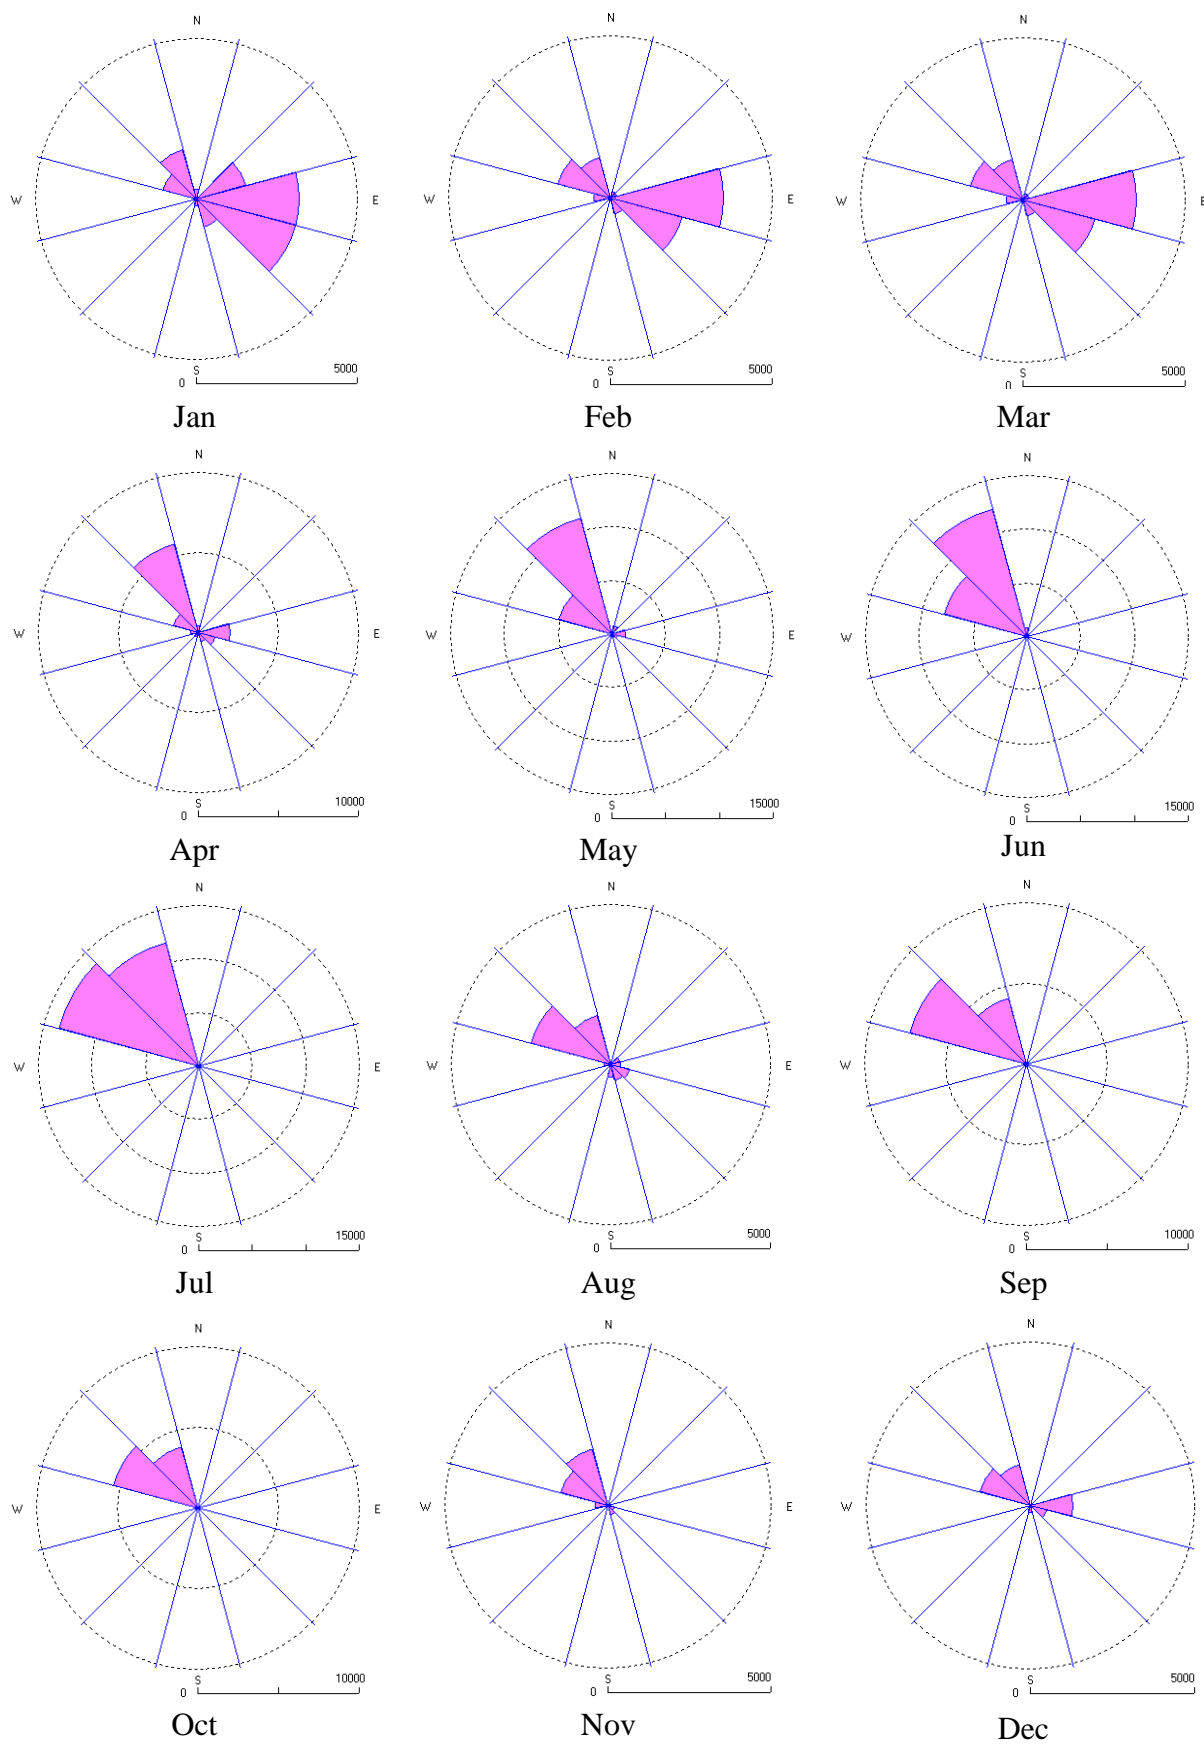 N N N
W E W E W E
S S S
0 5000 0 5000 0 5000
Jan Feb Mar
N N N
W E W E W
S S S
0 10000 0 15000 0 15000
Apr May Jun
N N N
W E W E W
S S S
0 15000 0 5000 0 10000
Jul Aug Sep
N N N
W E W E W
S S S
0 10000 0 5000 0 5000
Oct Nov Dec